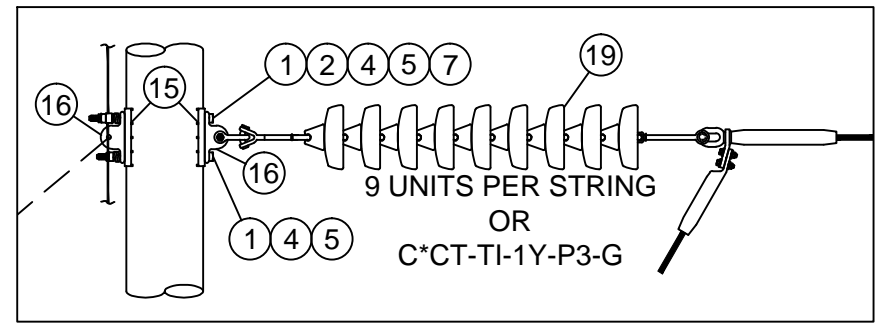 1 2 4 5 7
19
16
15
16
9 UNITS PER STRING
OR
C*CT-TI-1Y-P3-G
1 4 5